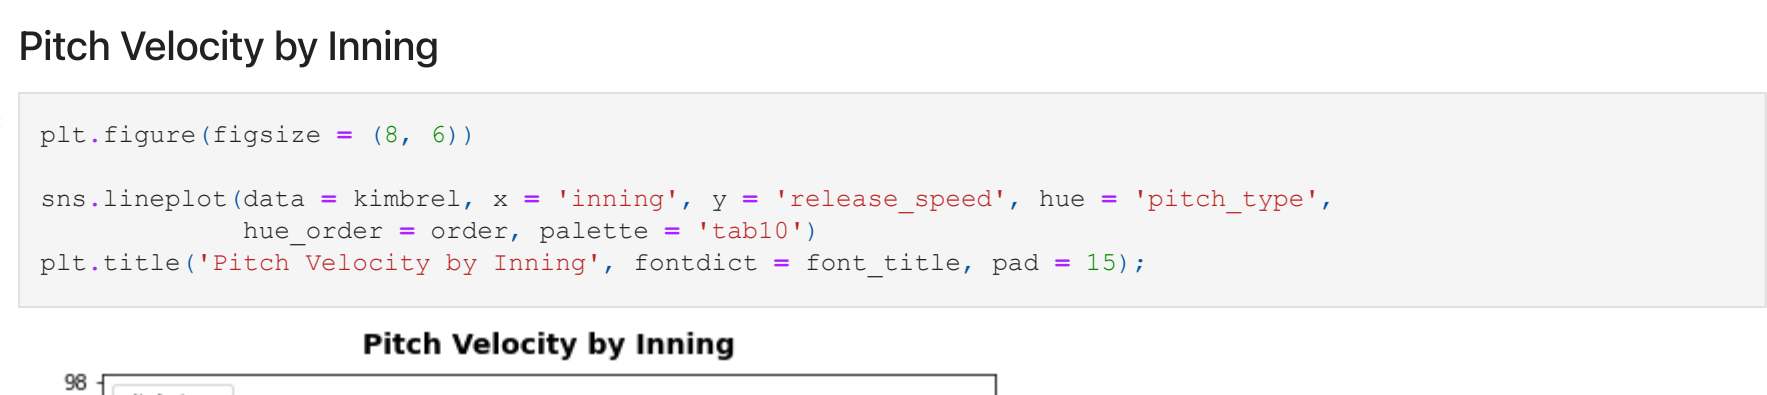 Pitch Velocity by Inning
plt.figure(figsize = (8, 6))
sns.lineplot(data = kimbrel, x = 'inning', y = 'release_speed', hue = 'pitch_type',
hue_order = order, palette = 'tab10')
plt.title('Pitch Velocity by Inning', fontdict = font_title, pad = 15);
Pitch Velocity by Inning
98